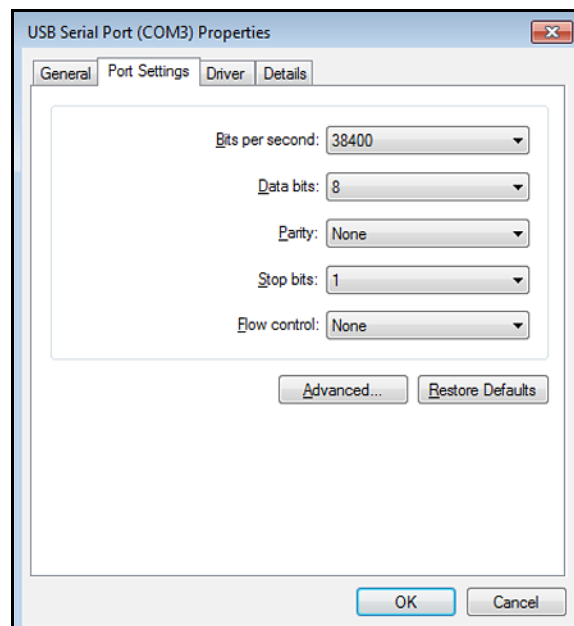 USB Serial Port (COM3) Properties
General Port Settings Driver Details
Bits per second: 38400
Data bits: 8
Parity: None
Stop bits: 1
Flow control: None
Advanced... Restore Defaults
OK Cancel